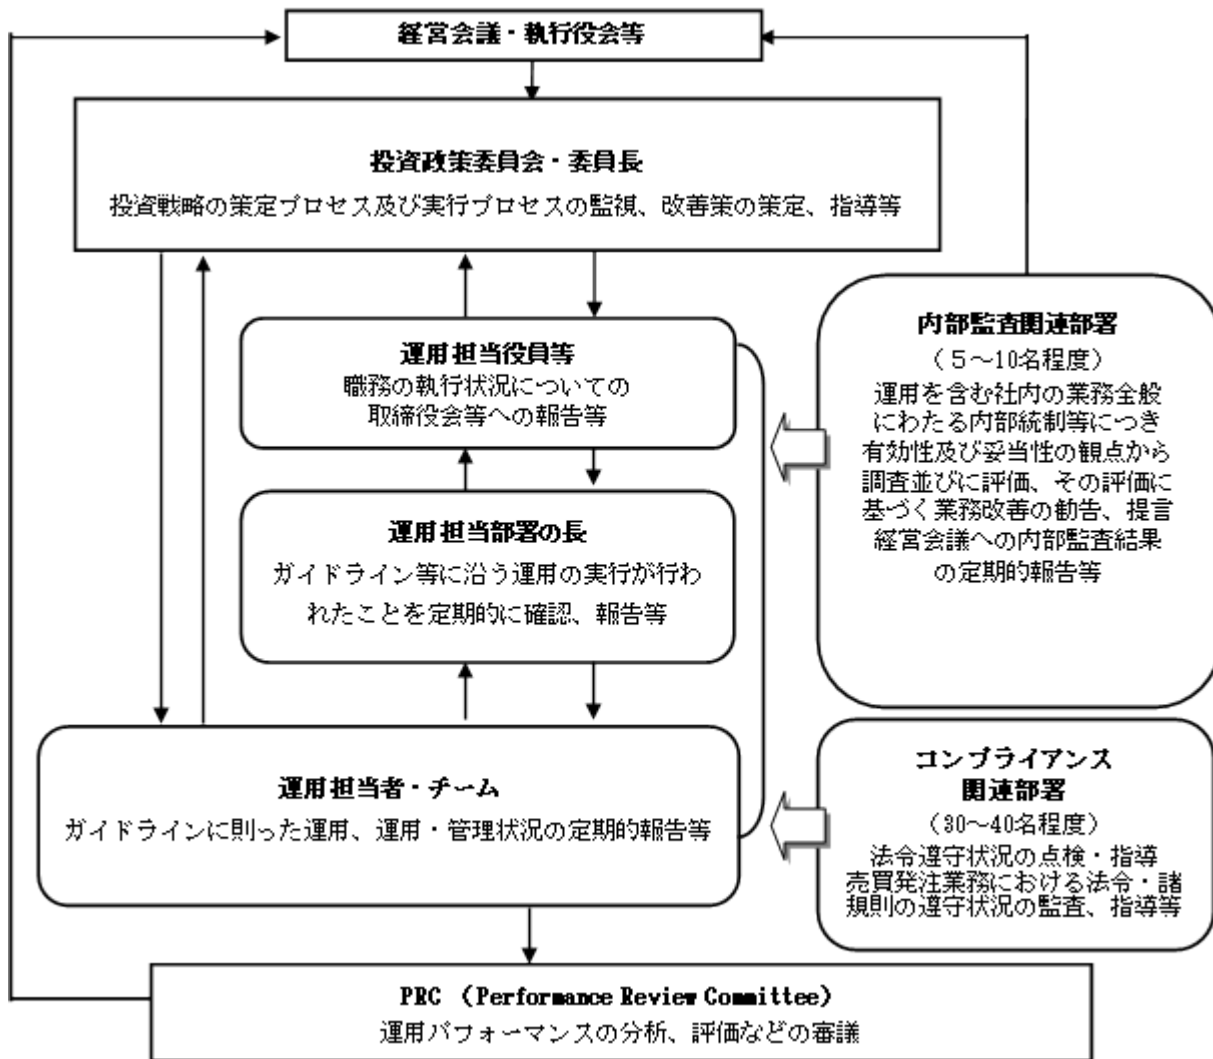 経営会議・執行役会等
投資政策委員会・委員長
投資戦略の策定プロセス及び実行プロセスの監視、改善策の策定、指導等
運用担当役員等
職務の執行状況についての
取締役会等への報告等
運用担当部署の長
ガイドライン等に沿う運用の実行が行わ
れたことを定期的に確認、報告等
運用担当者・チーム
ガイドラインに則った運用、運用・管理状況の定期的報告等
内部監査関連部署
（５～10名程度）
運用を含む社内の業務全般
にわたる内部統制等につき
有効性及び妥当性の観点から
調査並びに評価、その評価に
基づく業務改善の勧告、提言
経営会議への内部監査結果
の定期的報告等
コンプライアンス
関連部署
（30～40名程度）
法令遵守状況の点検・指導
売買発注業務における法令・諸
規則の遵守状況の監査、指導等
PRC （Performance Review Committee）
運用パフォーマンスの分析、評価などの審議